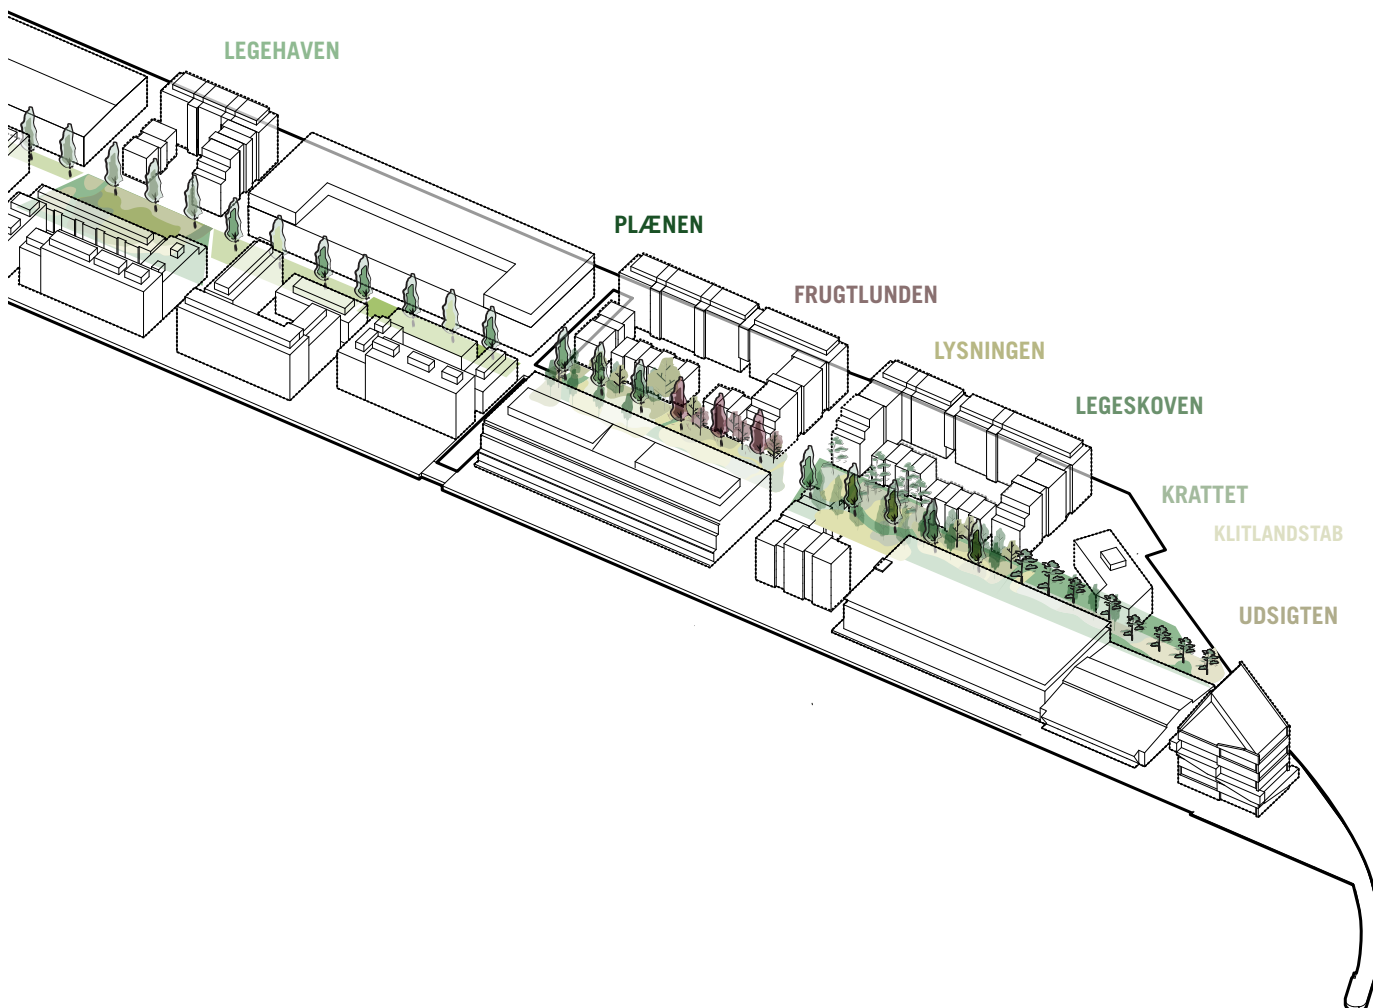 LEGEHAVEN
PLÆNEN
FRUGTLUNDEN
LYSNINGEN
LEGESKOVEN
KRATTET
KLITLANDSTAB
UDSIGTEN